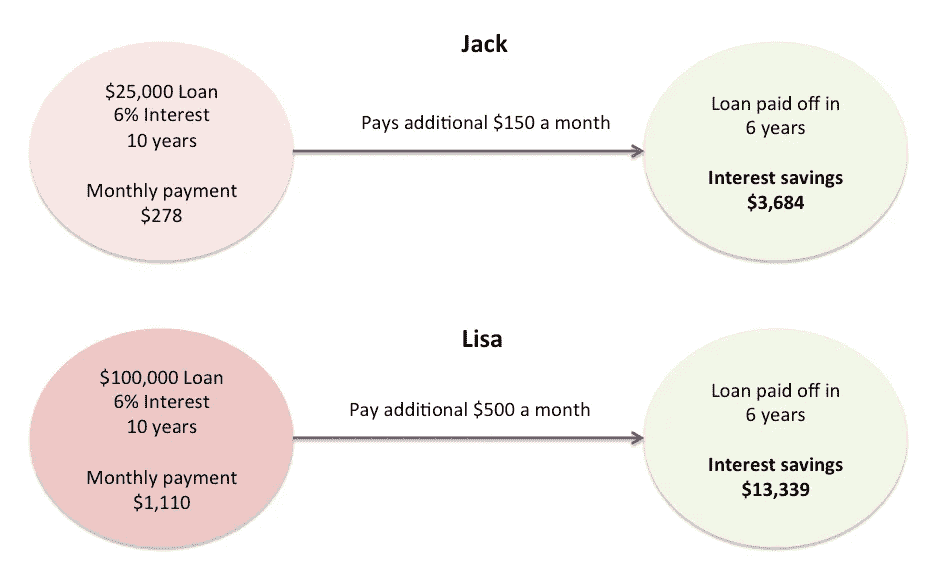 Jack
$25,000 Loan
6% Interest
10 years
Monthly payment
$278
Pays additional $150 a month
Loan paid off in
6 years
Interest savings
$3,684
Lisa
$100,000 Loan
6% Interest
10 years
Monthly payment
$1,110
Pay additional $500 a month
Loan paid off in
6 years
Interest savings
$13,339